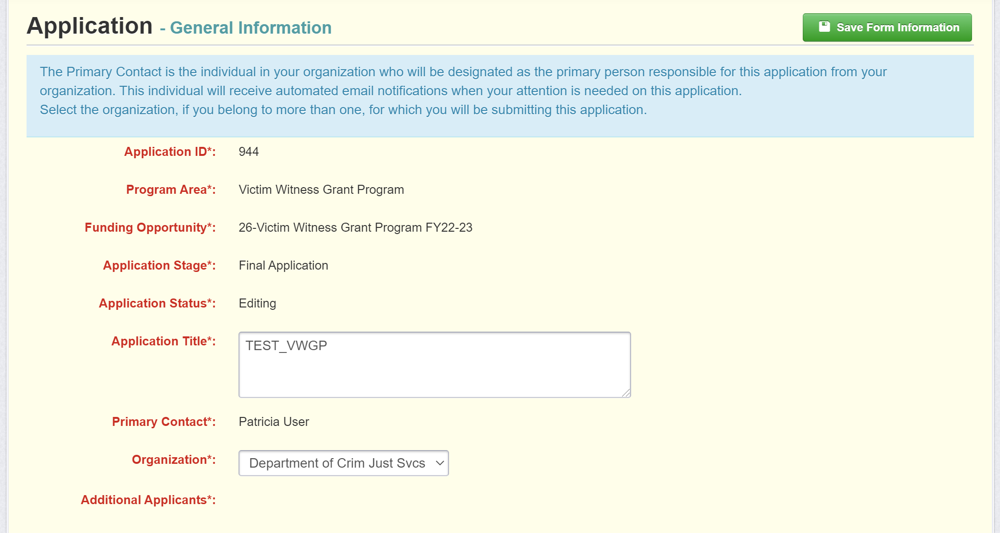 Application - General Information
Save Form Information
The Primary Contact is the individual in your organization who will be designated as the primary person responsible for this application from your
organization. This individual will receive automated email notifications when your attention is needed on this application.
Select the organization, if you belong to more than one, for which you will be submitting this application.
Application ID*: 944
Program Area*: Victim Witness Grant Program
Funding Opportunity*: 26-Victim Witness Grant Program FY22-23
Application Stage*: Final Application
Application Status*: Editing
Application Title*: TEST_VWGP
Primary Contact*: Patricia User
Organization*: Department of Crim Just Svcs
Additional Applicants*: